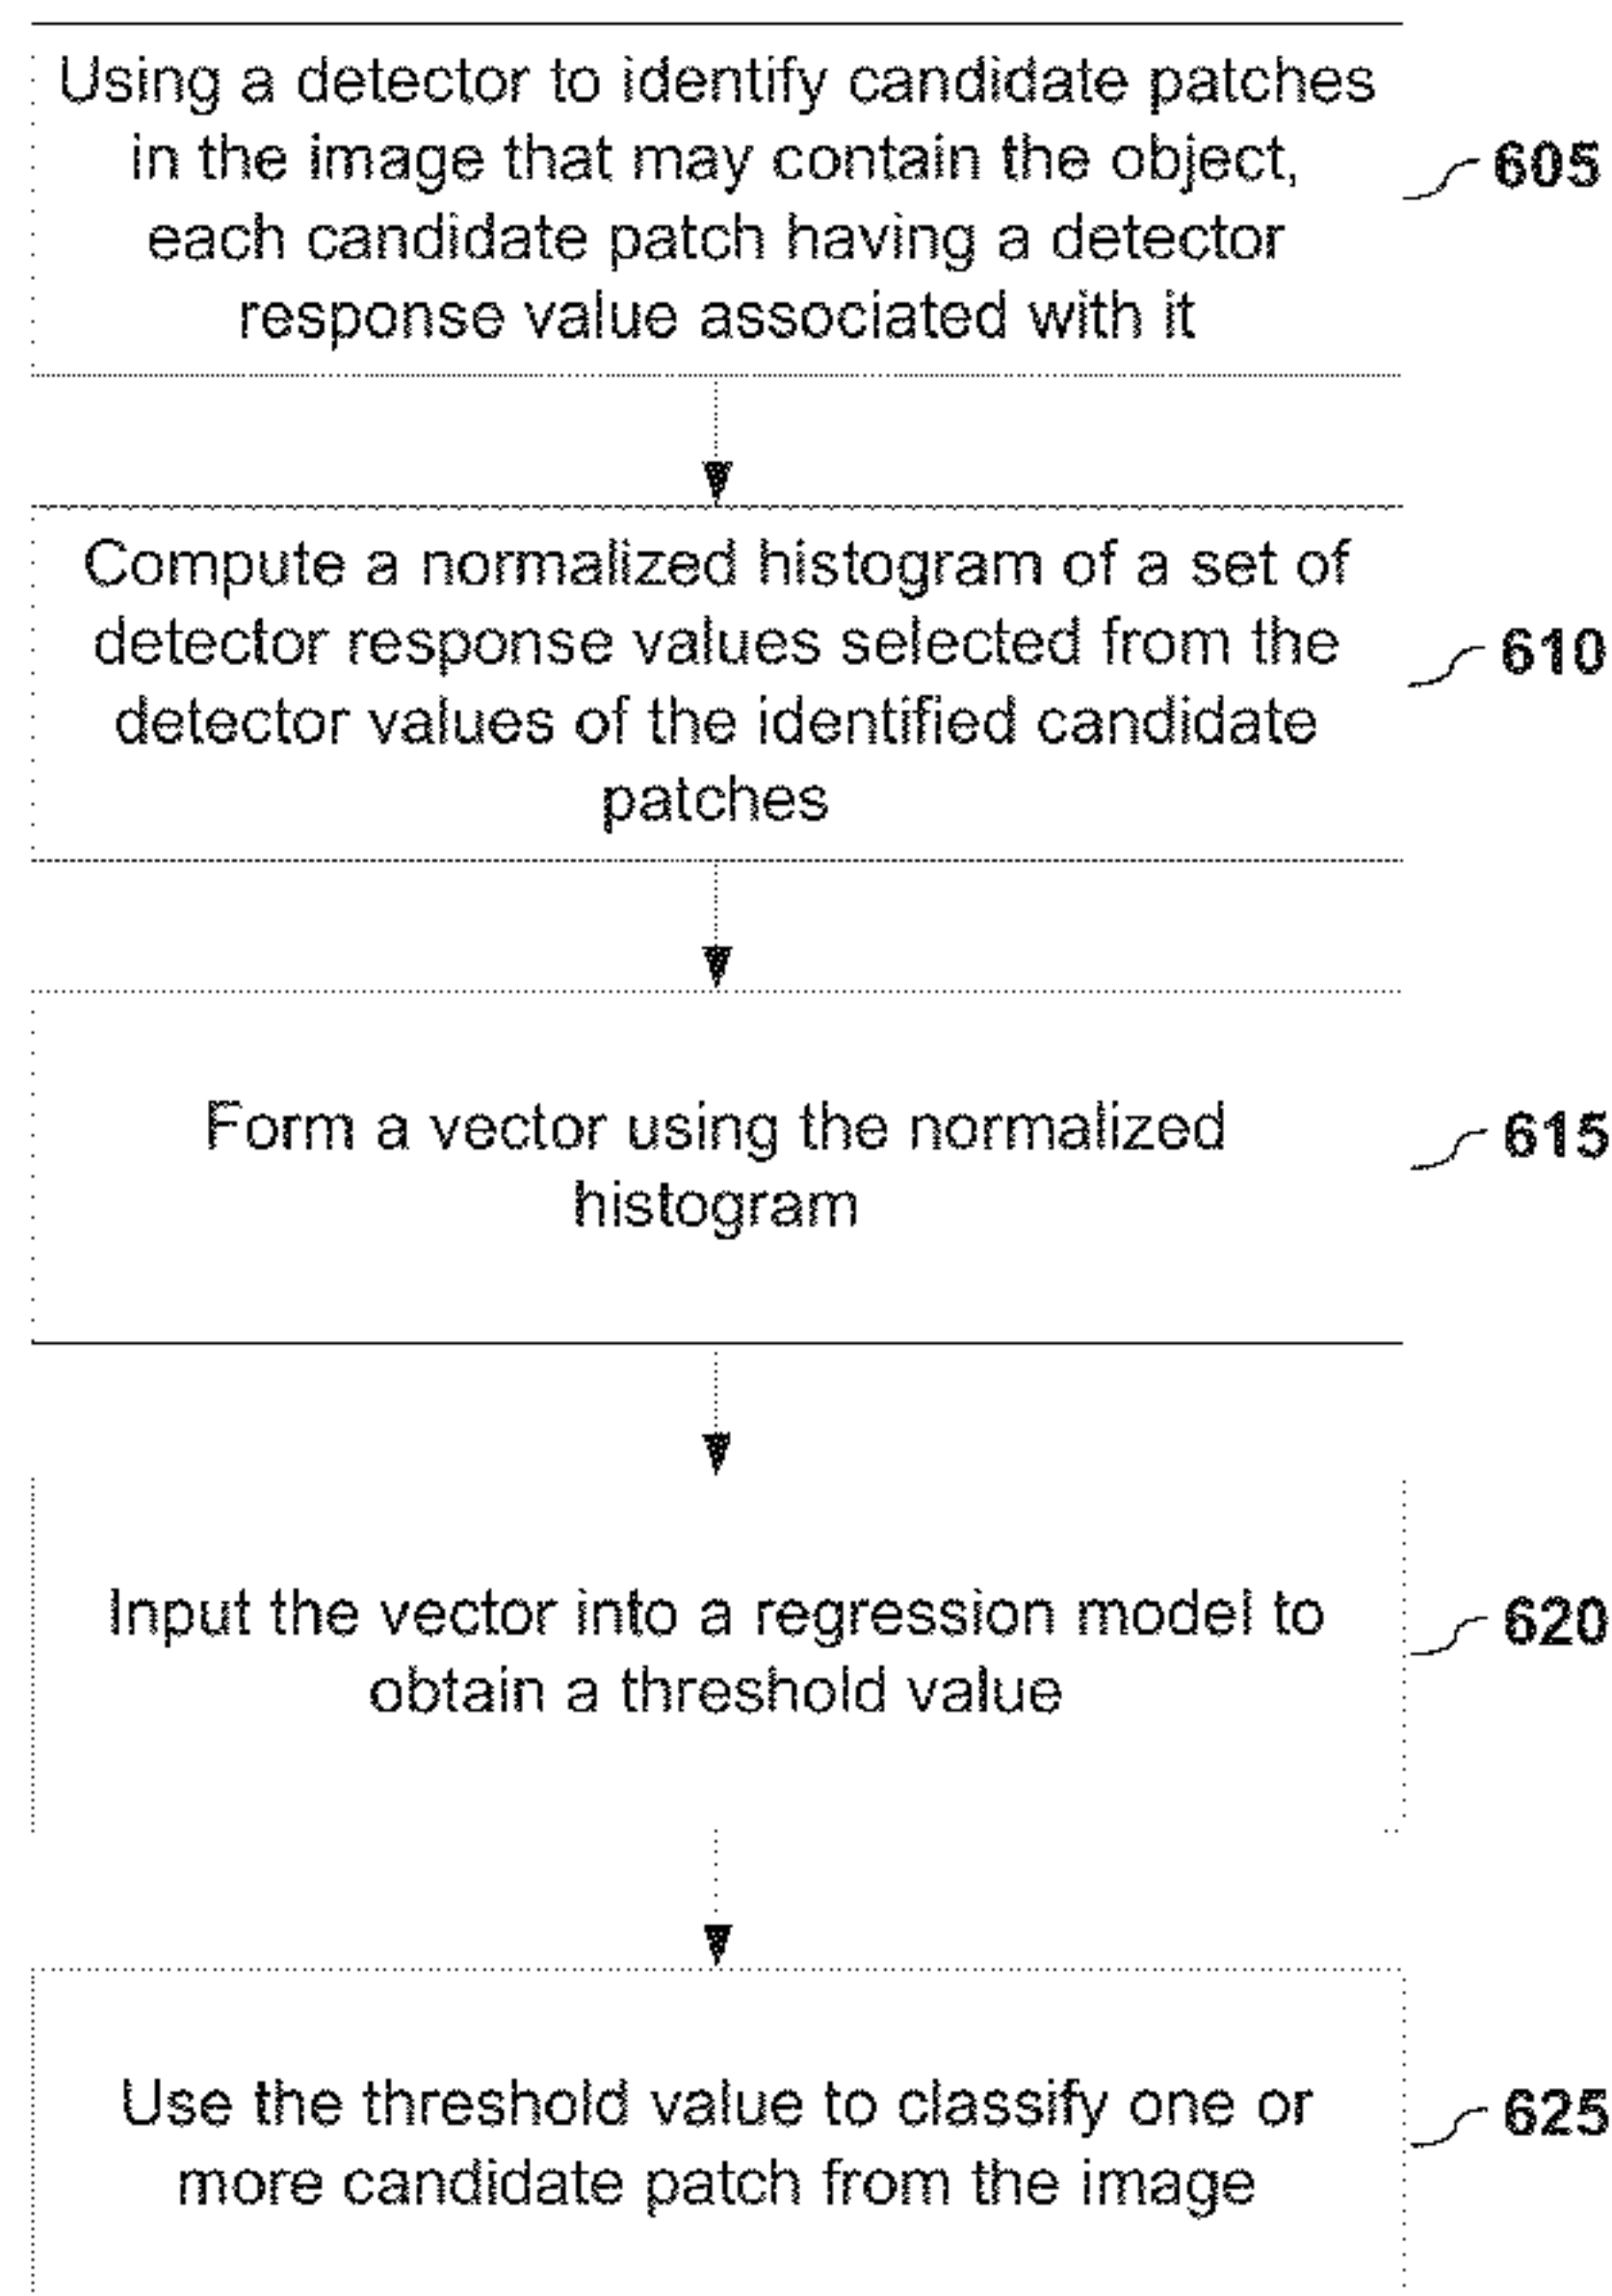 Using a detector to identify candidate patches
in the image that may contain the object,
each candidate patch having a detector
response value associated with it
605
Compute a normalized histogram of a set of
detector response values selected from the
detector values of the identified candidate
patches
610
Form a vector using the normalized
histogram
615
Input the vector into a regression model to
obtain a threshold value
620
Use the threshold value to classify one or
more candidate patch from the image
625